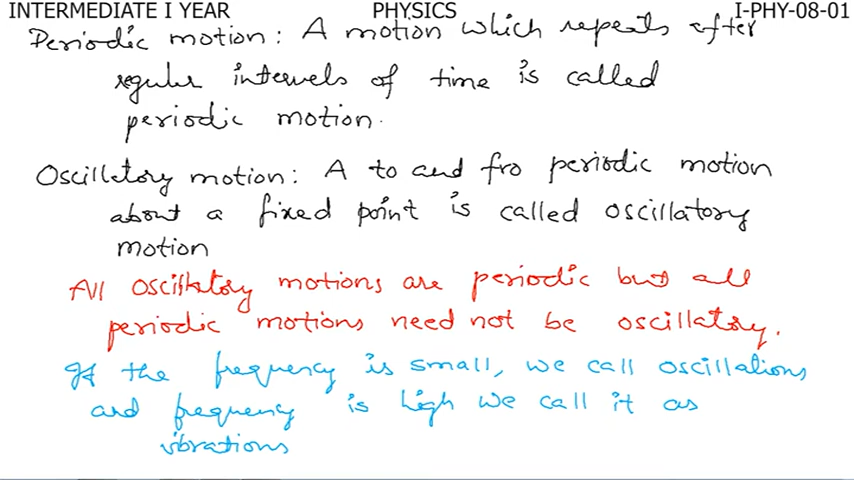 INTERMEDIATE I YEAR PHYSICS I-PHY-08-01
Periodic motion: A motion which repeats after
regular intervels of time is called
periodic motion.
Oscilletory motion: A to and fro periodic motion
about a fixed point is called oscillatory
motion
All oscillatory motions are periodic but all
periodic motions need not be oscillatory.
If the frequency is small, we call oscillations
and frequency is high we call it as
vibrations